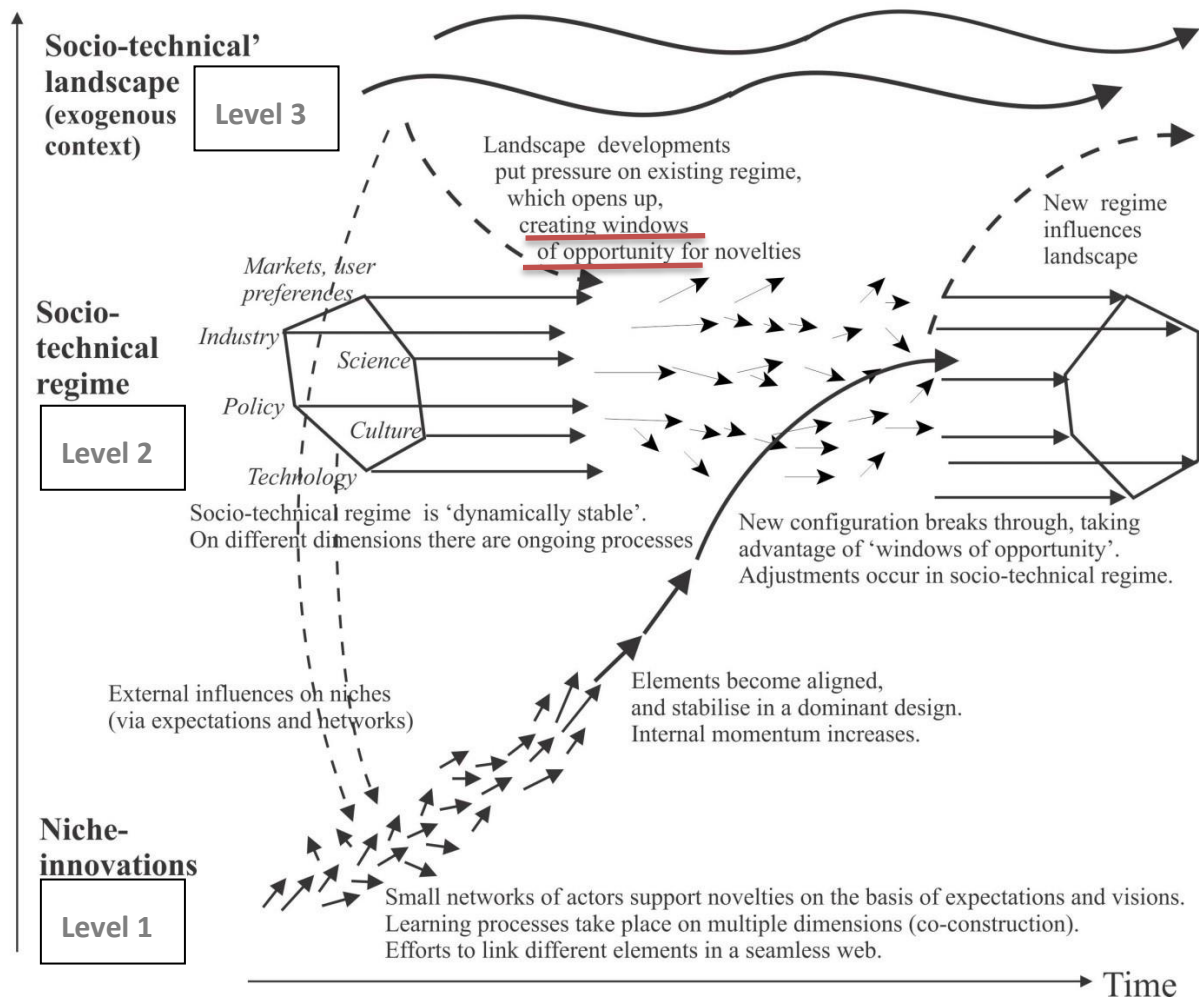 Socio-technical’
landscape
(exogenous
context)
Level 3
Landscape developments
put pressure on existing regime,
which opens up,
creating windows
of opportunity for novelties
New regime
influences
landscape
Markets, user
preferences
Industry
Science
Policy
Culture
Technology
Socio-
technical
regime
Level 2
Socio-technical regime is ‘dynamically stable’.
On different dimensions there are ongoing processes
New configuration breaks through, taking
advantage of ‘windows of opportunity’.
Adjustments occur in socio-technical regime.
External influences on niches
(via expectations and networks)
Elements become aligned,
and stabilise in a dominant design.
Internal momentum increases.
Niche-
innovations
Level 1
Small networks of actors support novelties on the basis of expectations and visions.
Learning processes take place on multiple dimensions (co-construction).
Efforts to link different elements in a seamless web.
Time